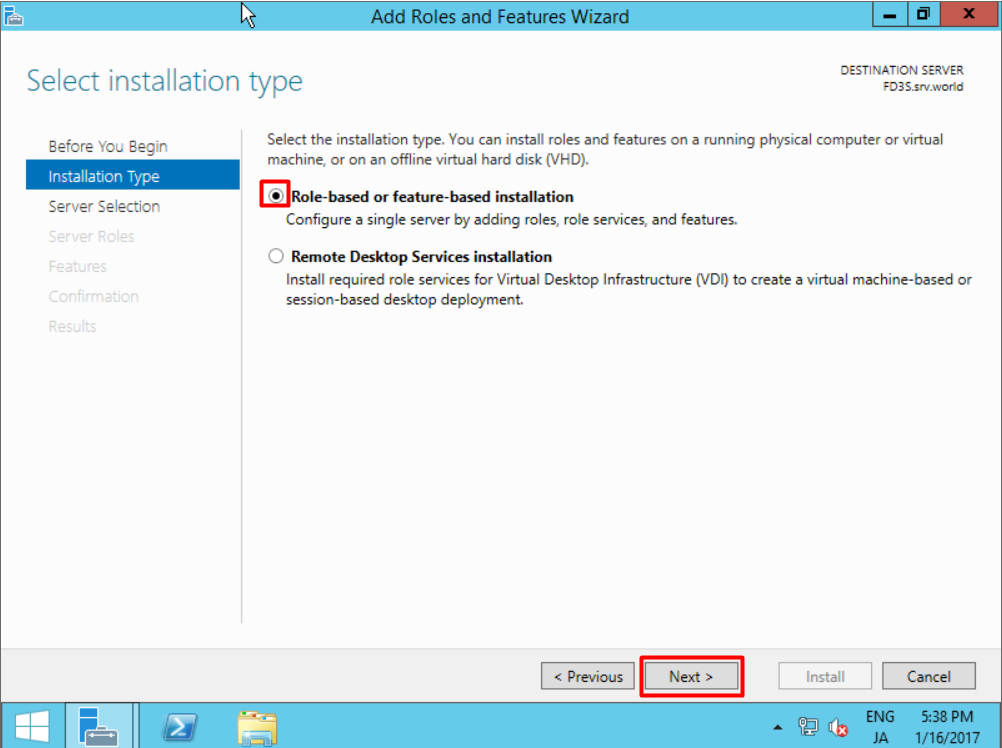 Add Roles and Features Wizard
Select installation type
DESTINATION SERVER
FD3S.srv.world
Before You Begin
Installation Type
Server Selection
Server Roles
Features
Confirmation
Results
Select the installation type. You can install roles and features on a running physical computer or virtual
machine, or on an offline virtual hard disk (VHD).
Role-based or feature-based installation
Configure a single server by adding roles, role services, and features.
Remote Desktop Services installation
Install required role services for Virtual Desktop Infrastructure (VDI) to create a virtual machine-based or
session-based desktop deployment.
< Previous
Next >
Install
Cancel
ENG
JA
5:38 PM
1/16/2017